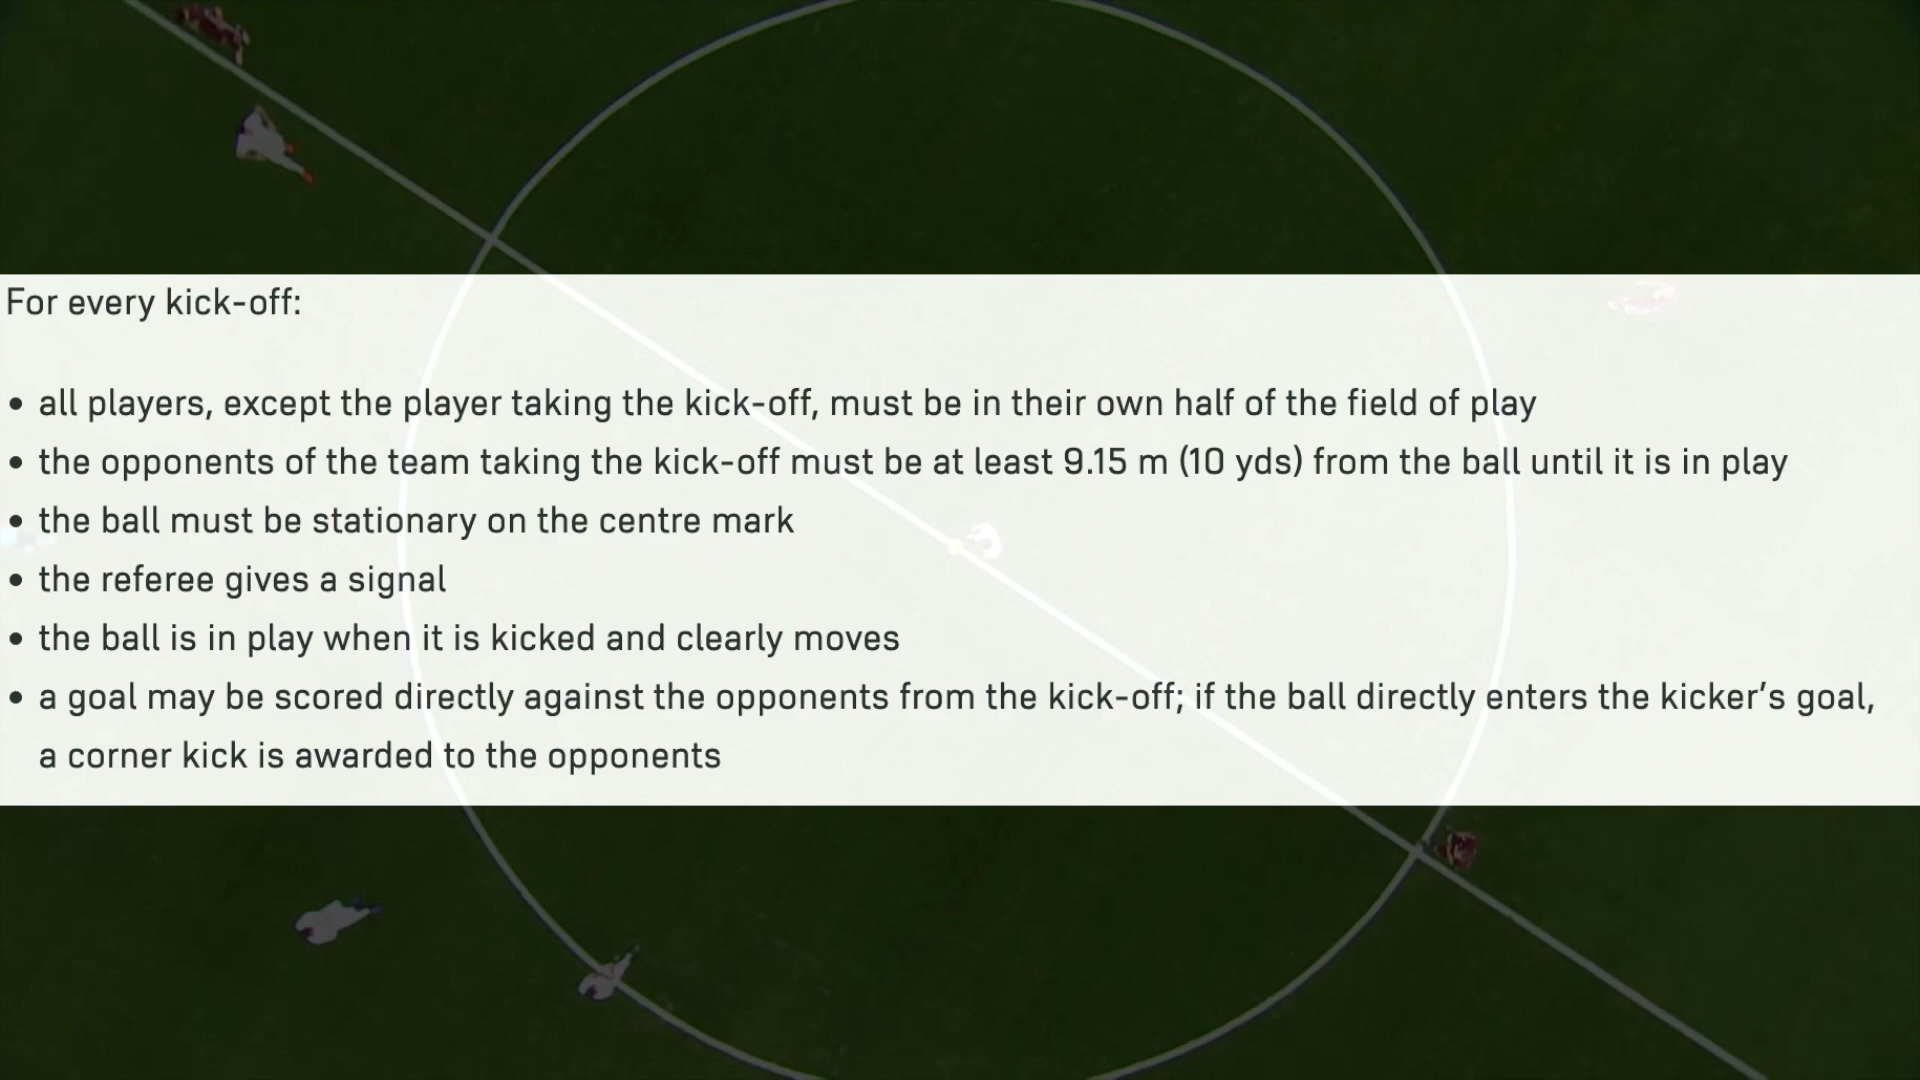 For every kick-off:
• all players, except the player taking the kick-off, must be in their own half of the field of play
• the opponents of the team taking the kick-off must be at least 9.15 m (10 yds) from the ball until it is in play
• the ball must be stationary on the centre mark
• the referee gives a signal
• the ball is in play when it is kicked and clearly moves
• a goal may be scored directly against the opponents from the kick-off; if the ball directly enters the kicker’s goal,
a corner kick is awarded to the opponents